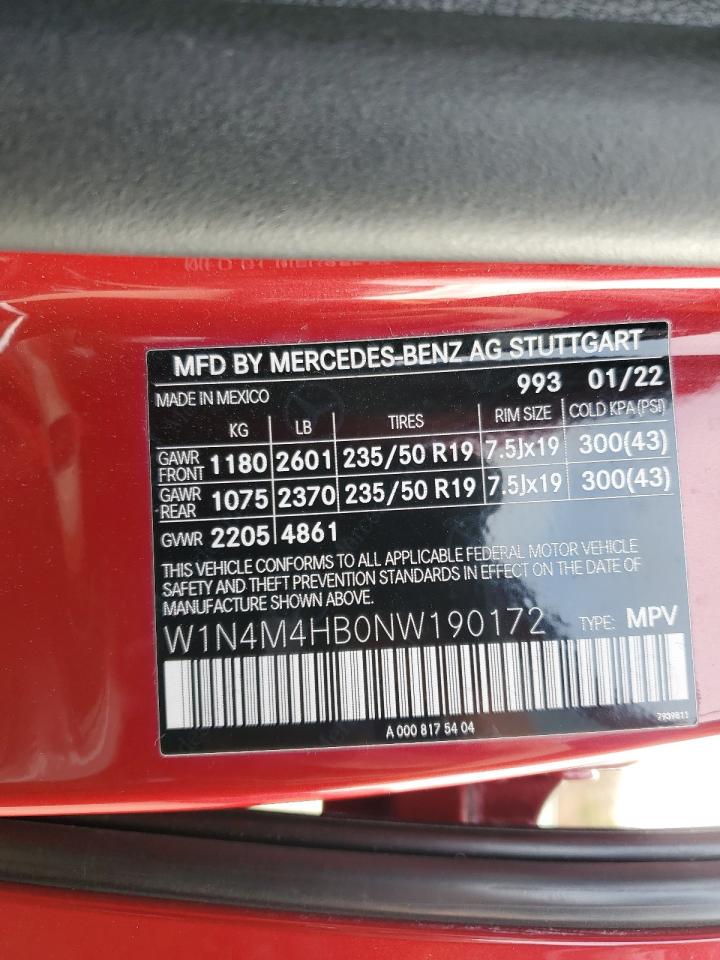 MFD BY MERCEDES-BENZ AG STUTTGART
MADE IN MEXICO 993 01/22
KG LB TIRES RIM SIZE COLD KPA (PSI)
GAWR FRONT 1180 2601 235/50 R19 7.5Jx19 300(43)
GAWR REAR 1075 2370 235/50 R19 7.5Jx19 300(43)
GVWR 2205 4861
THIS VEHICLE CONFORMS TO ALL APPLICABLE FEDERAL MOTOR VEHICLE
SAFETY AND THEFT PREVENTION STANDARDS IN EFFECT ON THE DATE OF
MANUFACTURE SHOWN ABOVE.
W1N4M4HB0NW190172 TYPE: MPV
A 000 817 54 04
7939811